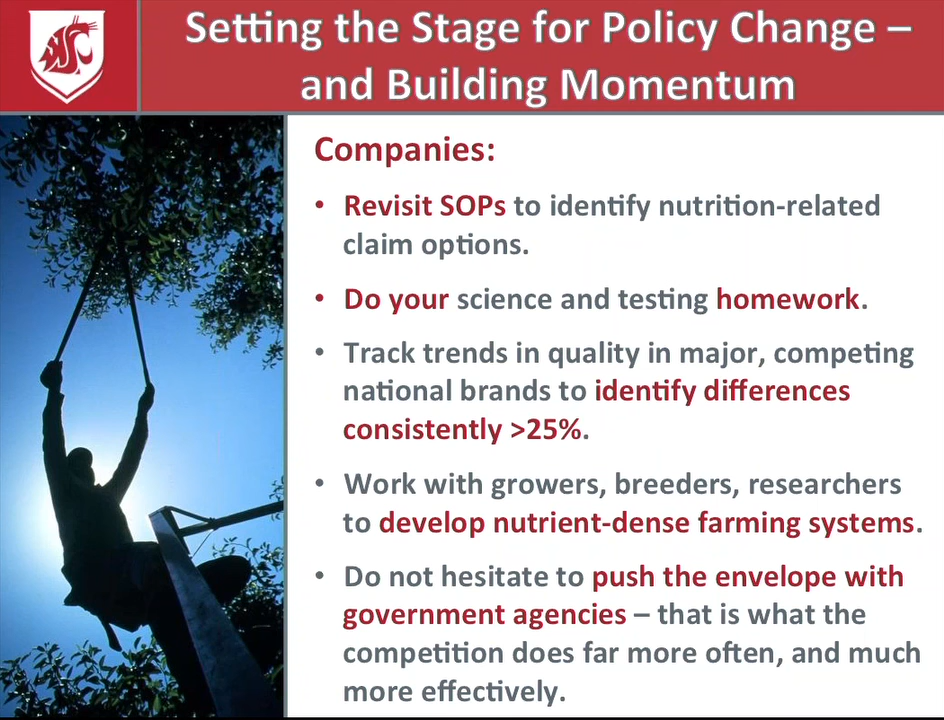 Setting the Stage for Policy Change –
and Building Momentum
Companies:
• Revisit SOPs to identify nutrition-related
claim options.
• Do your science and testing homework.
• Track trends in quality in major, competing
national brands to identify differences
consistently >25%.
• Work with growers, breeders, researchers
to develop nutrient-dense farming systems.
• Do not hesitate to push the envelope with
government agencies – that is what the
competition does far more often, and much
more effectively.